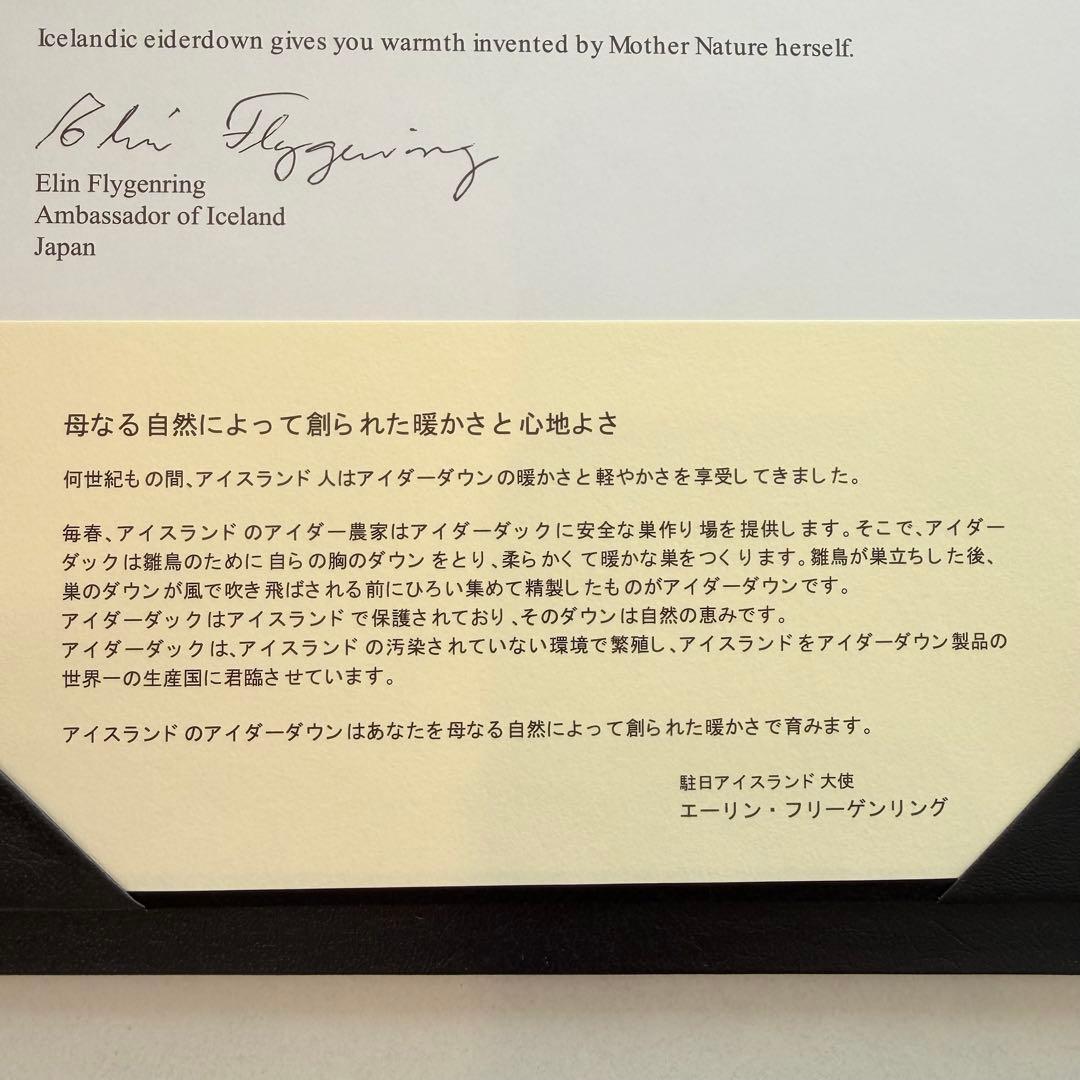 Icelandic eiderdown gives you warmth invented by Mother Nature herself.
Elin Flygenring
Elin Flygenring
Ambassador of Iceland
Japan
母なる自然によって創られた暖かさと心地よさ
何世紀もの間、アイスランド人はアイダーダウンの暖かさと軽やかさを享受してきました。
毎春、アイスランドのアイダー農家はアイダーダックに安全な巣作り場を提供します。そこで、アイダー
ダックは雛鳥のために自らの胸のダウンをとり、柔らかくて暖かな巣をつくります。雛鳥が巣立ちした後、
巣のダウンが風で吹き飛ばされる前にひろい集めて精製したものがアイダーダウンです。
アイダーダックはアイスランドで保護されており、そのダウンは自然の恵みです。
アイダーダックは、アイスランドの汚染されていない環境で繁殖し、アイスランドをアイダーダウン製品の
世界一の生産国に君臨させています。
アイスランドのアイダーダウンはあなたを母なる自然によって創られた暖かさで育みます。
駐日アイスランド大使
エーリン・フリーゲンリング